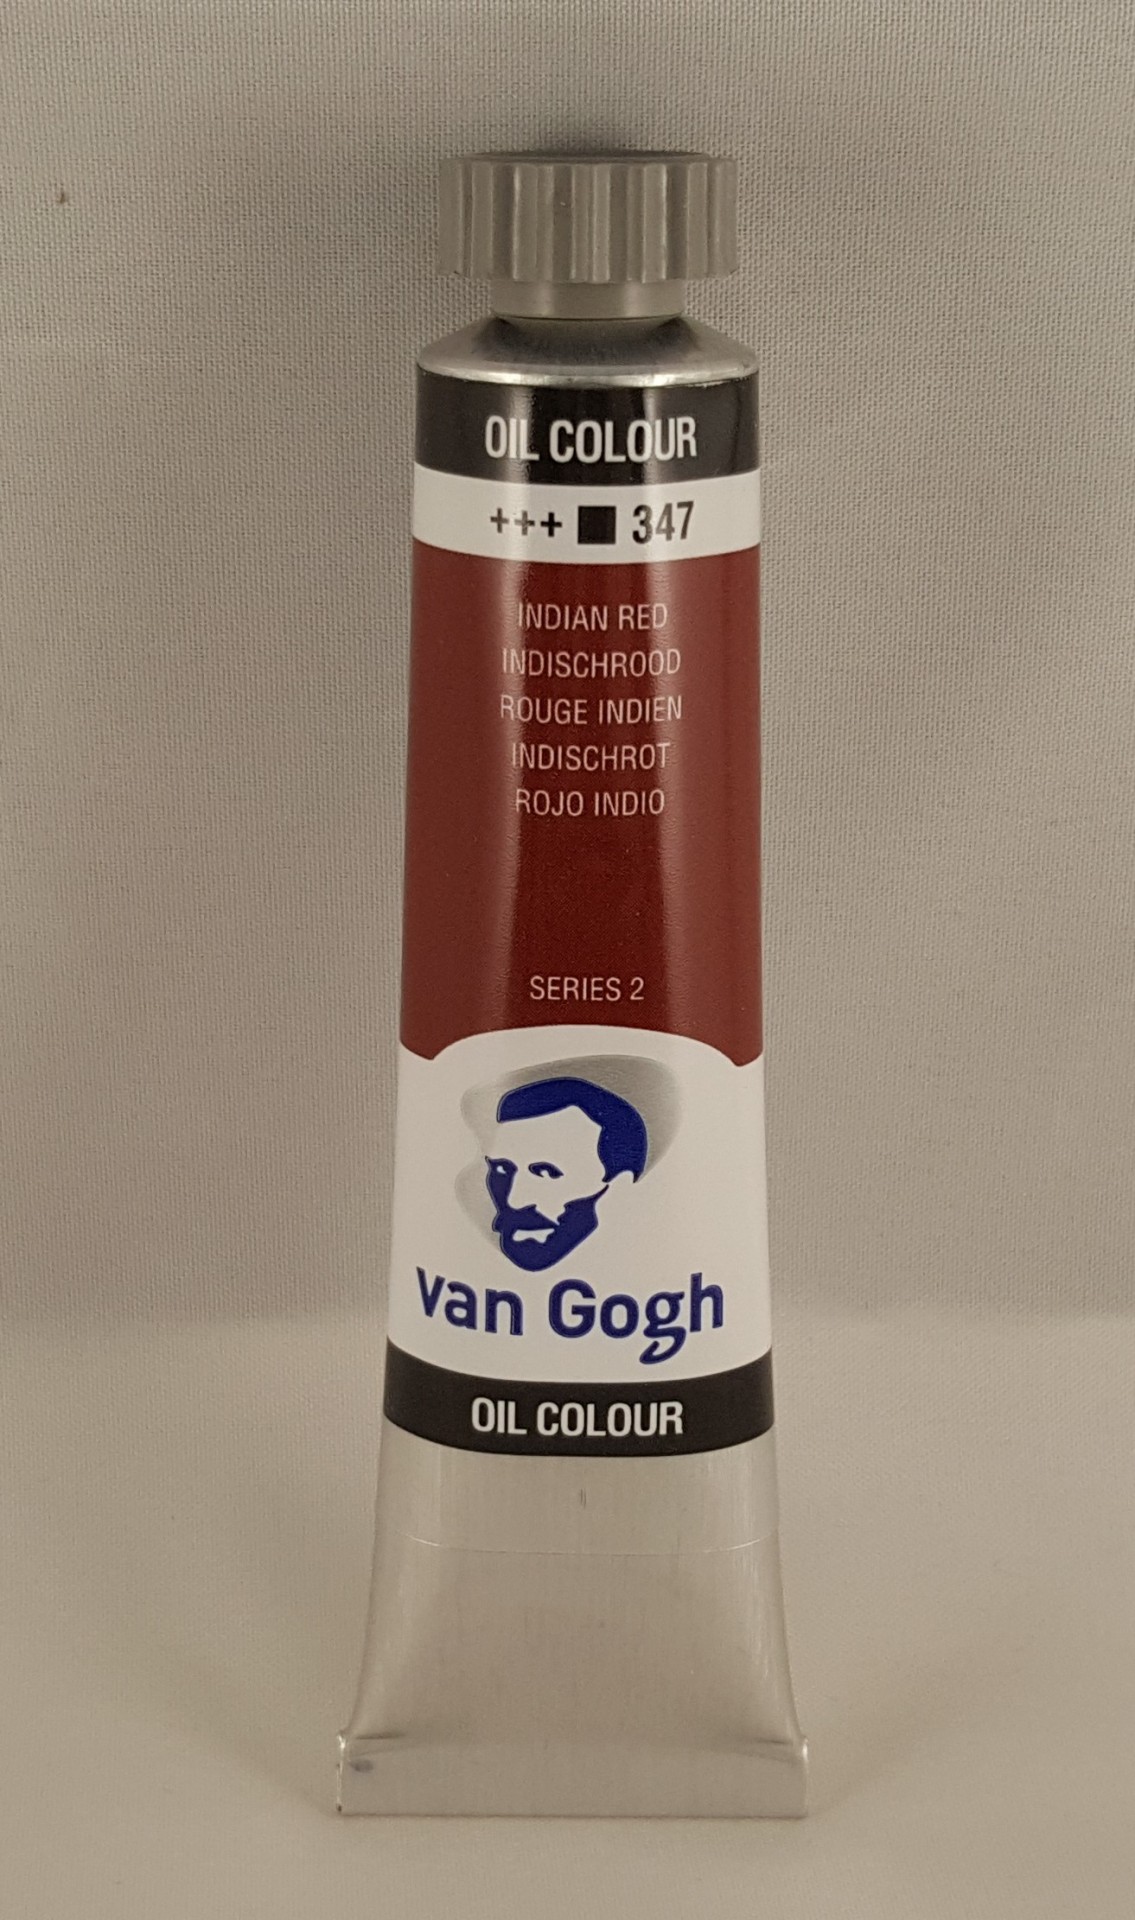 OIL COLOUR
+++ ■ 347
INDIAN RED
INDISCHROOD
ROUGE INDIEN
INDISCHROT
ROJO INDIO
SERIES 2
van Gogh
OIL COLOUR